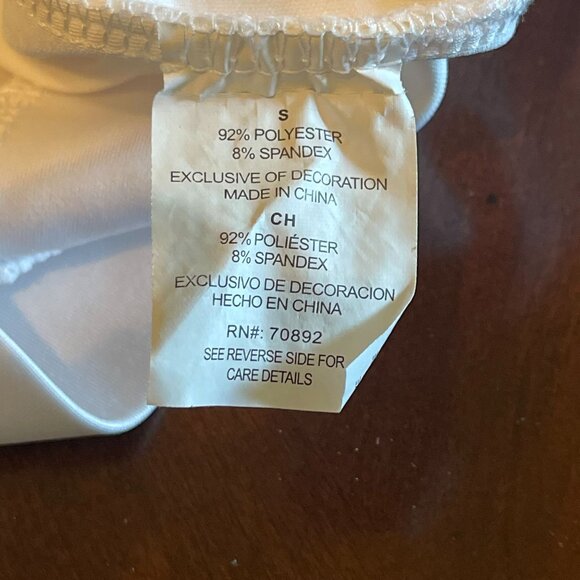 S
92% POLYESTER
8% SPANDEX
EXCLUSIVE OF DECORATION
MADE IN CHINA
CH
92% POLIÉSTER
8% SPANDEX
EXCLUSIVO DE DECORACION
HECHO EN CHINA
RN#: 70892
SEE REVERSE SIDE FOR
CARE DETAILS